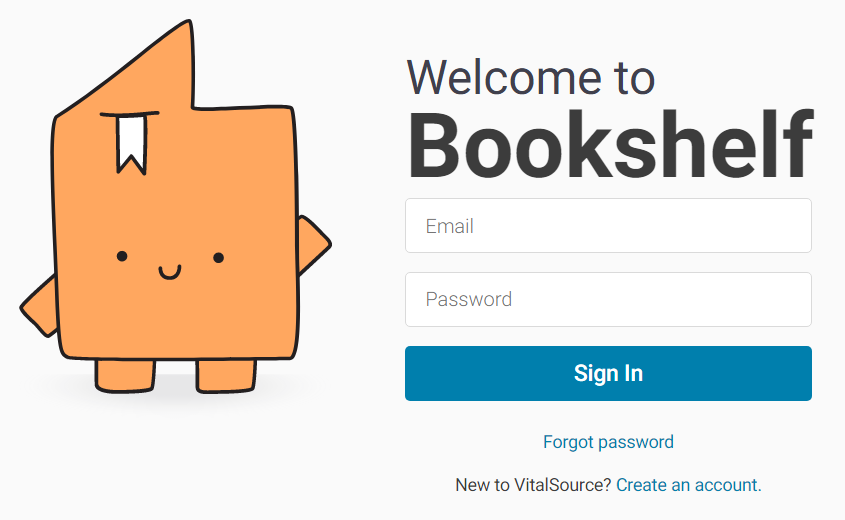 Welcome to
Bookshelf
Email
Password
Sign In
Forgot password
New to VitalSource? Create an account.